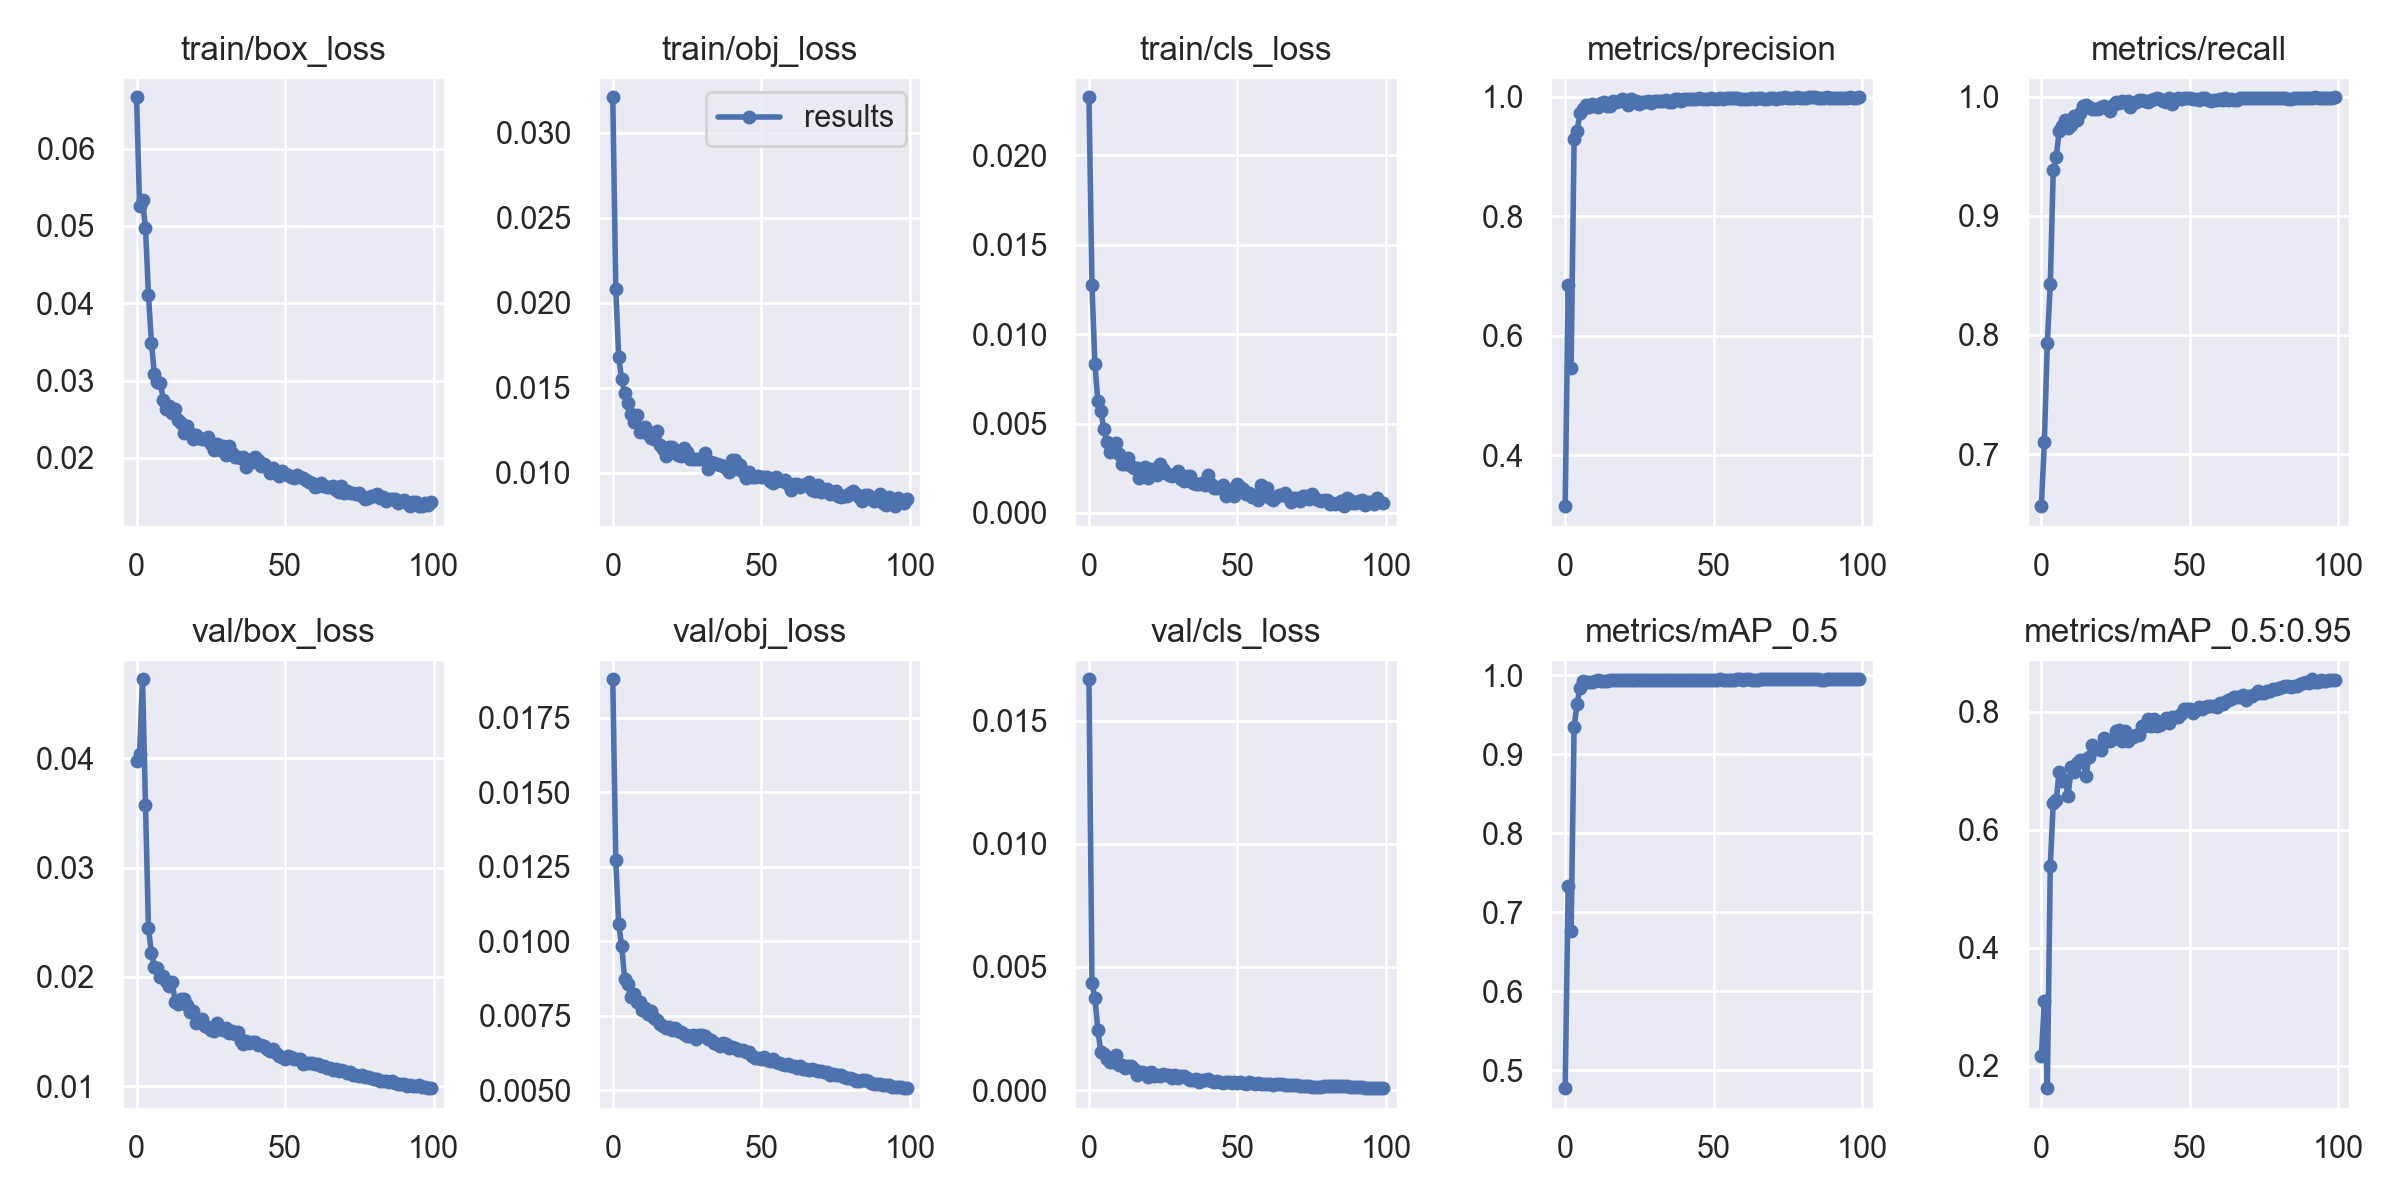 train/box_loss
train/obj_loss
train/cls_loss
metrics/precision
metrics/recall
results
0.06
0.05
0.04
0.03
0.02
0.030
0.025
0.020
0.015
0.010
0.020
0.015
0.010
0.005
0.000
1.0
0.8
0.6
0.4
1.0
0.9
0.8
0.7
0 50 100
0 50 100
0 50 100
0 50 100
0 50 100
val/box_loss
val/obj_loss
val/cls_loss
metrics/mAP_0.5
metrics/mAP_0.5:0.95
0.04
0.03
0.02
0.01
0.0175
0.0150
0.0125
0.0100
0.0075
0.0050
0.015
0.010
0.005
0.000
1.0
0.9
0.8
0.7
0.6
0.5
0.8
0.6
0.4
0.2
0 50 100
0 50 100
0 50 100
0 50 100
0 50 100